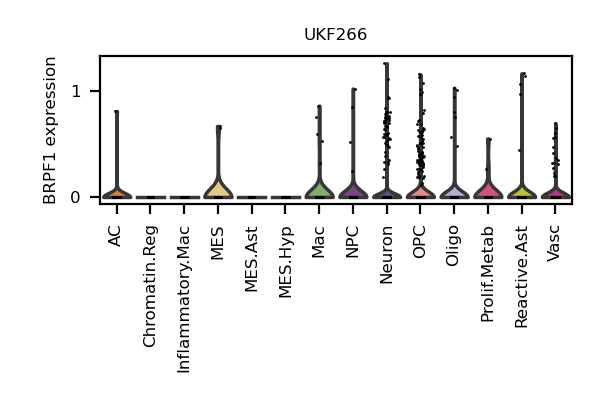 UKF266
BRPF1 expression
1
0
AC
Chromatin.Reg
Inflammatory.Mac
MES
MES.Ast
MES.Hyp
Mac
NPC
Neuron
OPC
Oligo
Prolif.Metab
Reactive.Ast
Vasc